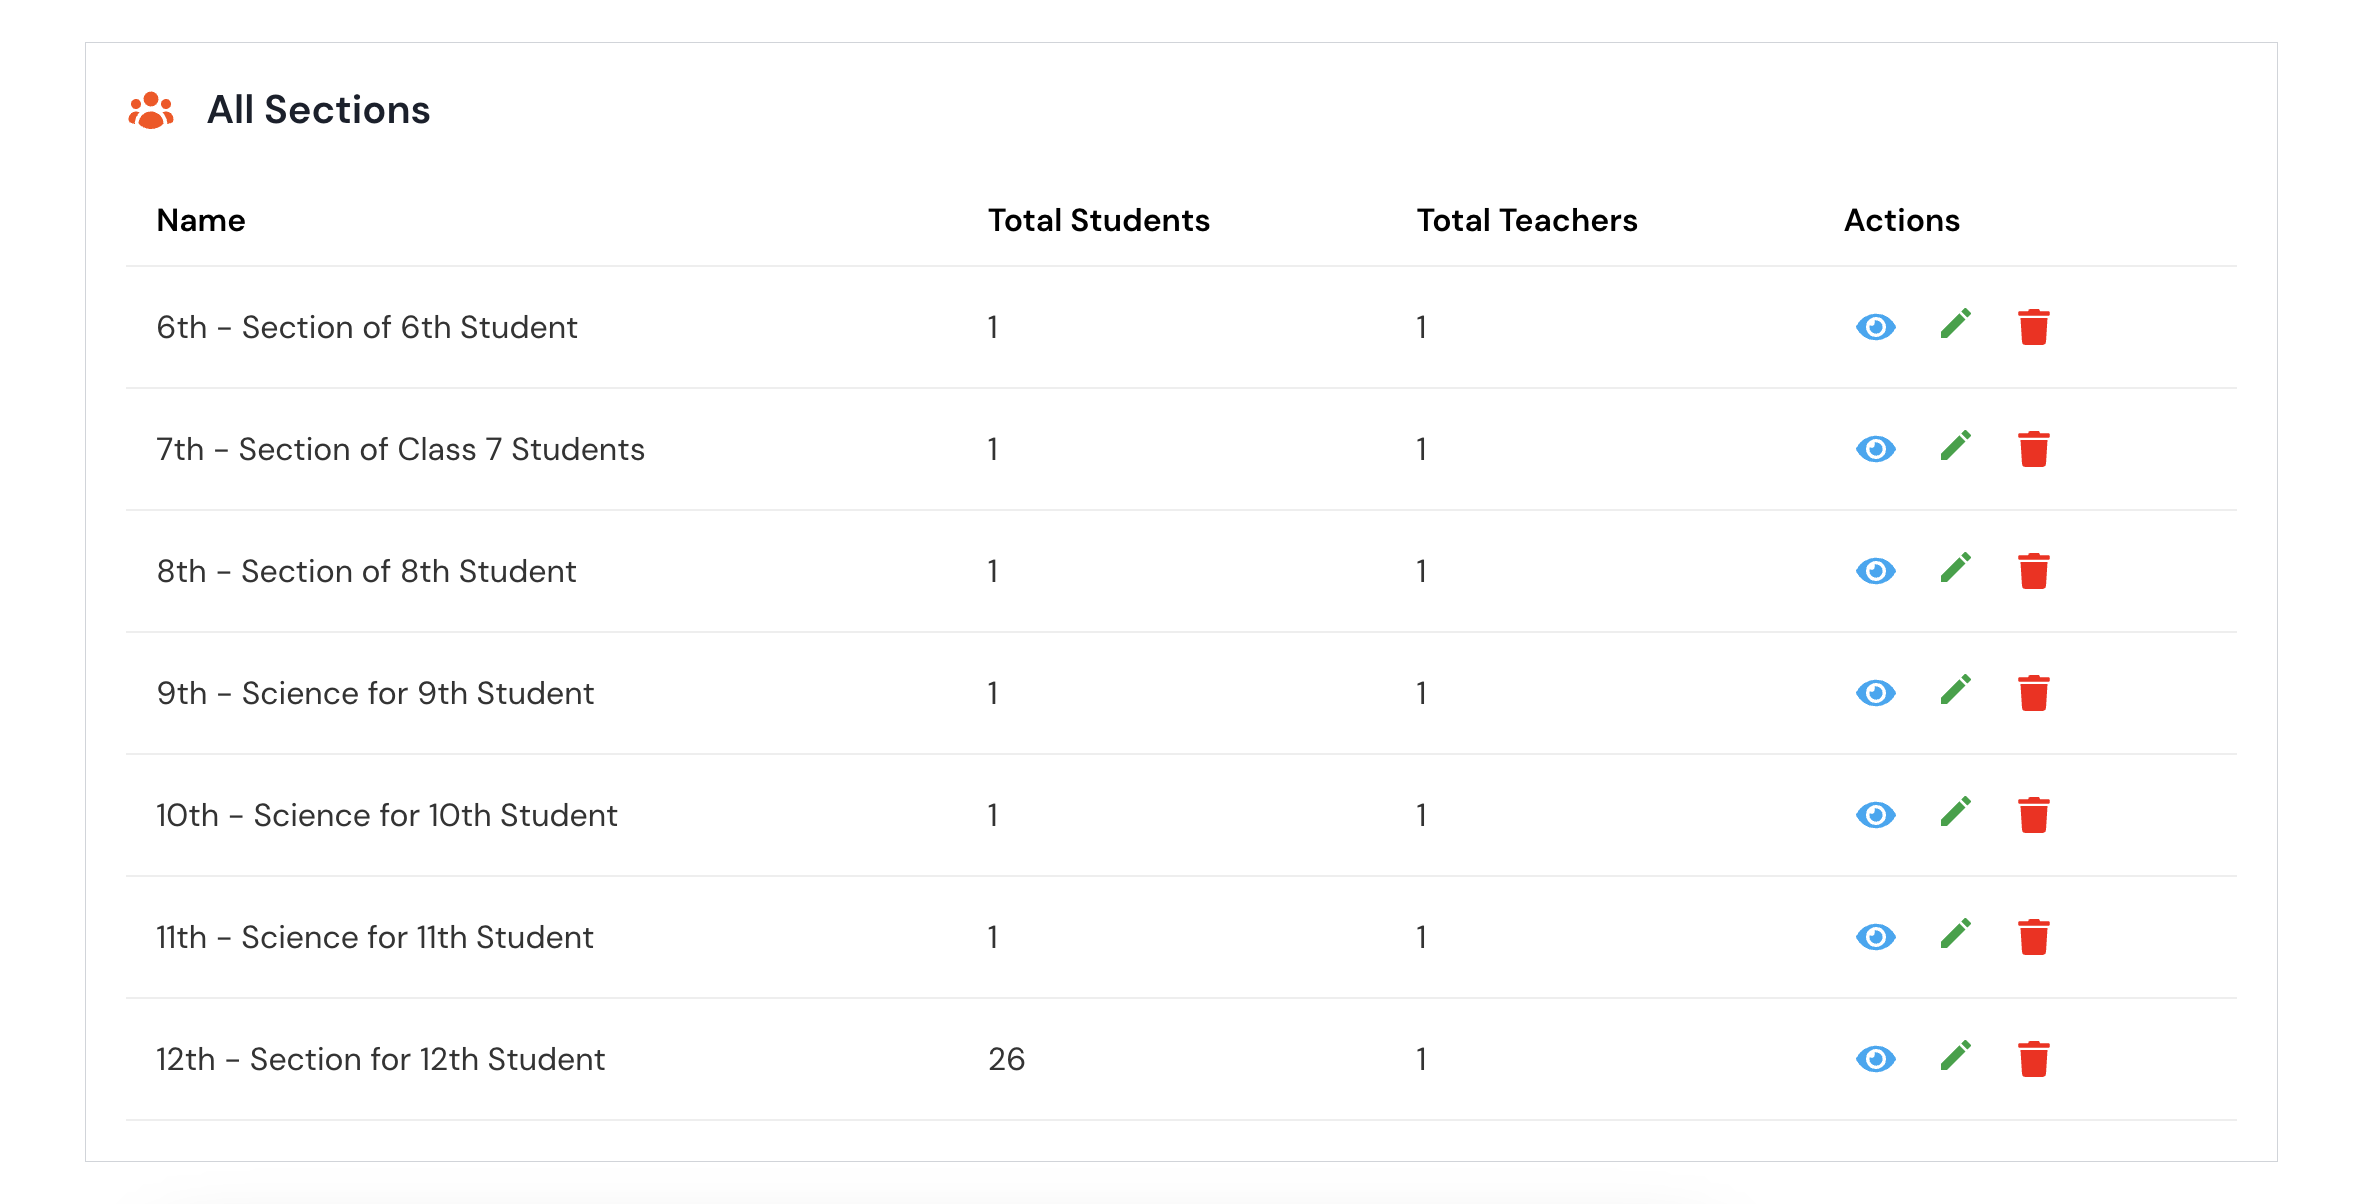 All Sections
Name Total Students Total Teachers Actions
6th - Section of 6th Student 1 1
7th - Section of Class 7 Students 1 1
8th - Section of 8th Student 1 1
9th - Science for 9th Student 1 1
10th - Science for 10th Student 1 1
11th - Science for 11th Student 1 1
12th - Section for 12th Student 26 1